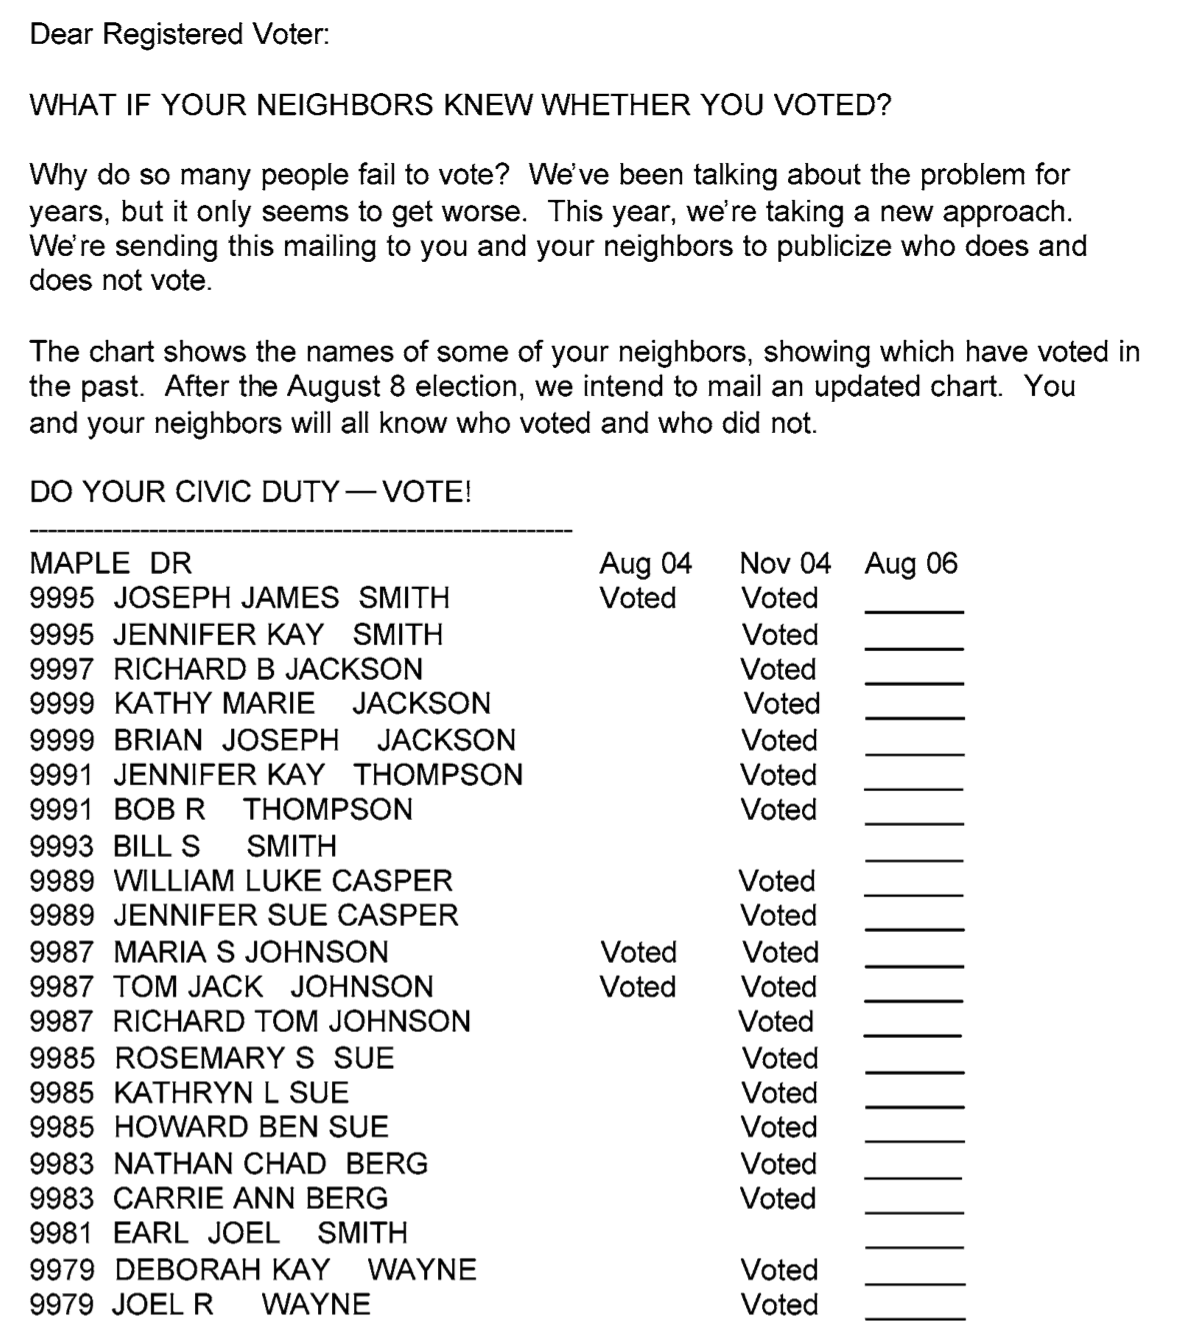 Dear Registered Voter:
WHAT IF YOUR NEIGHBORS KNEW WHETHER YOU VOTED?
Why do so many people fail to vote? We've been talking about the problem for
years, but it only seems to get worse. This year, we're taking a new approach.
We're sending this mailing to you and your neighbors to publicize who does and
does not vote.
The chart shows the names of some of your neighbors, showing which have voted in
the past. After the August 8 election, we intend to mail an updated chart. You
and your neighbors will all know who voted and who did not.
DO YOUR CIVIC DUTY — VOTE!
------------------------------------------------------------
MAPLE DR Aug 04 Nov 04 Aug 06
9995 JOSEPH JAMES SMITH Voted Voted ______
9995 JENNIFER KAY SMITH Voted ______
9997 RICHARD B JACKSON Voted ______
9999 KATHY MARIE JACKSON Voted ______
9999 BRIAN JOSEPH JACKSON Voted ______
9991 JENNIFER KAY THOMPSON Voted ______
9991 BOB R THOMPSON Voted ______
9993 BILL S SMITH ______
9989 WILLIAM LUKE CASPER Voted ______
9989 JENNIFER SUE CASPER Voted ______
9987 MARIA S JOHNSON Voted Voted ______
9987 TOM JACK JOHNSON Voted Voted ______
9987 RICHARD TOM JOHNSON Voted ______
9985 ROSEMARY S SUE Voted ______
9985 KATHRYN L SUE Voted ______
9985 HOWARD BEN SUE Voted ______
9983 NATHAN CHAD BERG Voted ______
9983 CARRIE ANN BERG Voted ______
9981 EARL JOEL SMITH ______
9979 DEBORAH KAY WAYNE Voted ______
9979 JOEL R WAYNE Voted ______